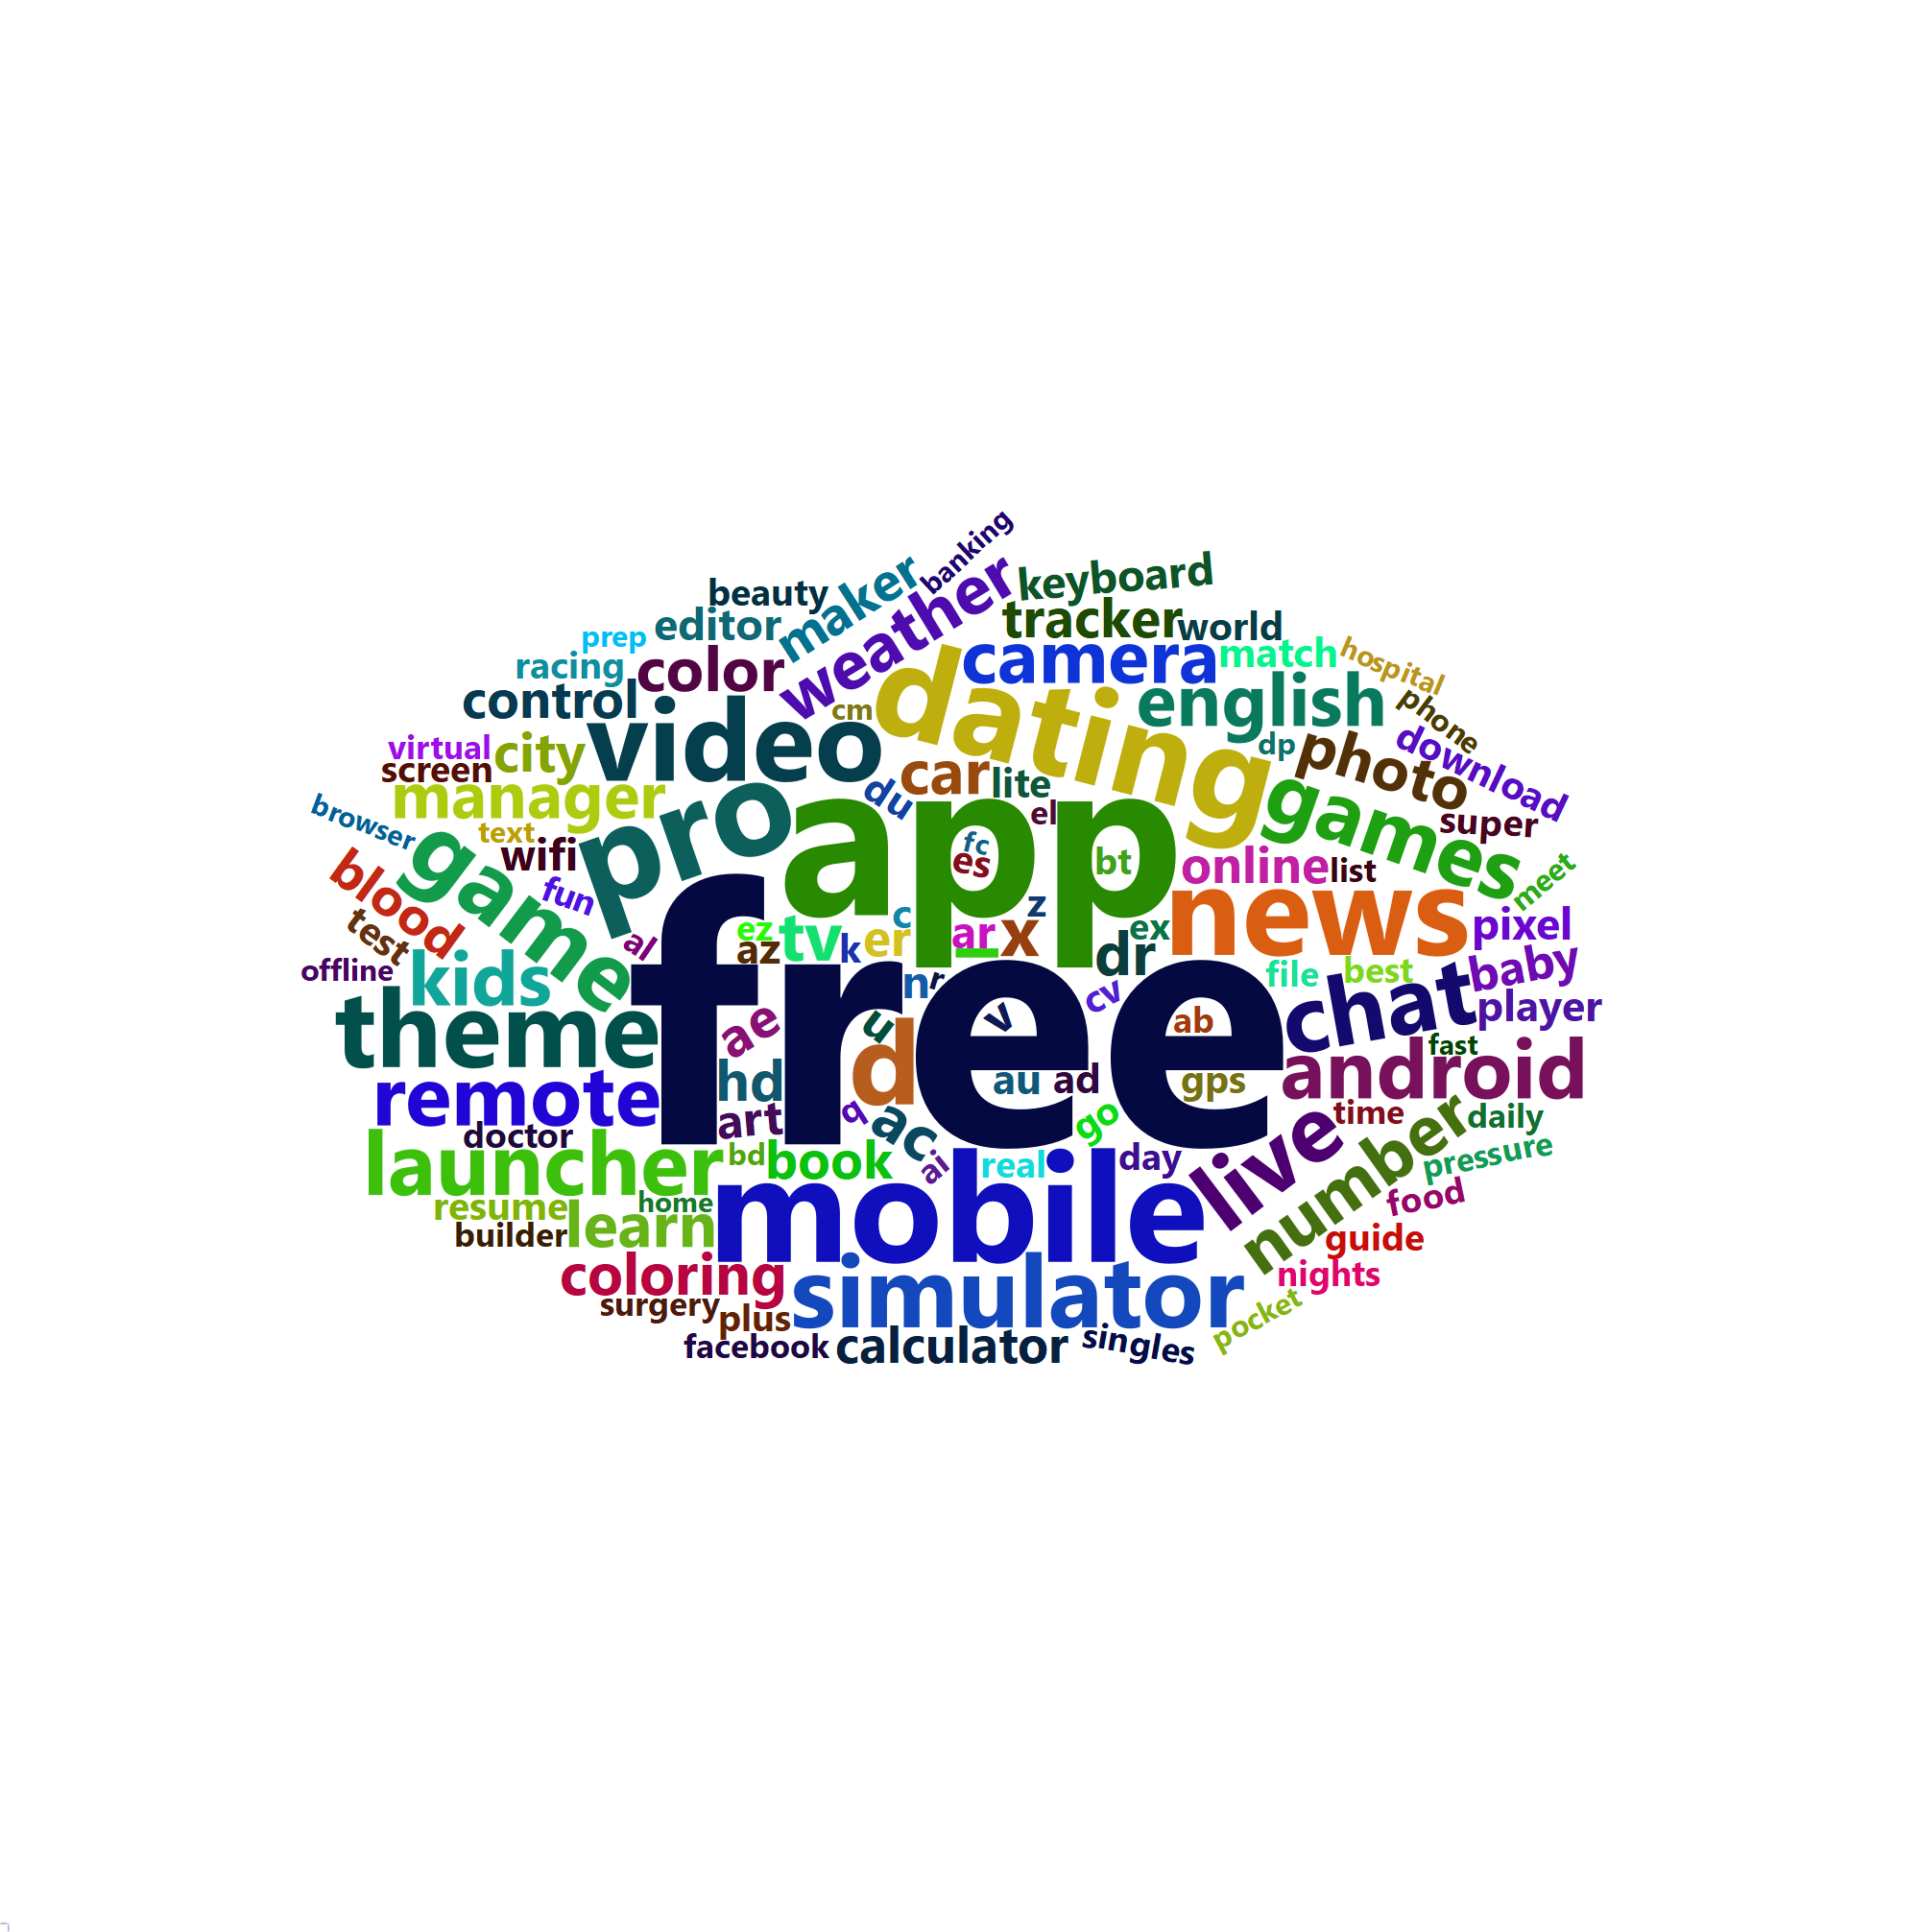 banking
keyboard
beauty
maker
weather
editor
tracker
world
prep
camera
match
hospital
racing
color
dating
english
phone
control
video
cm
dp
photo
download
virtual
city
screen
car
lite
manager
du
pro
app
el
games
super
browser
text
game
wifi
fc
es
bt
online
list
meet
blood
fun
c
z
news
pixel
test
al
ez
az
tv
k
er
ar
x
ex
dr
baby
offline
kids
n
r
cv
file
best
chat
player
theme
ae
u
v
ab
free
fast
remote
hd
d
au
ad
gps
android
doctor
art
q
ac
go
live
time
number
daily
launcher
bd
book
ai
real
day
pressure
resume
home
mobile
food
builder
learn
guide
coloring
simulator
nights
surgery
plus
pocket
facebook
calculator
singles